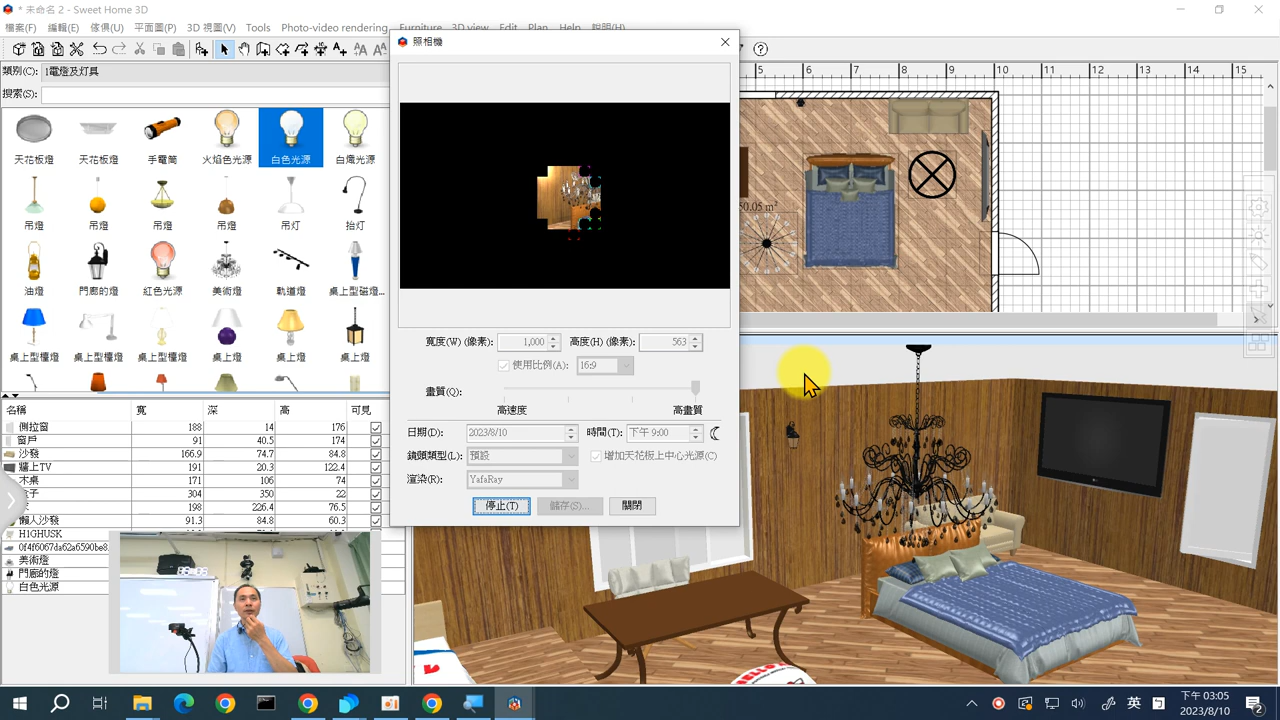 * 未命名 2 - Sweet Home 3D
檔案(F) 編輯(E) 傢俱(U) 平面圖(P) 3D 視圖(V) Tools Photo-video rendering Furniture 3D view Edit Plan Help 說明(H)
類別(C): 1電燈及灯具
搜索(S):
天花板燈 天花板燈 手電筒 火焰色光源 白色光源 白熾光源
吊燈 吊燈 吊燈 吊燈 吊灯 抬灯
油燈 門廊的燈 紅色光源 美術燈 軌道燈 桌上型磁燈...
桌上型檯燈 桌上型檯燈 桌上型檯燈 桌上燈 桌上燈 桌上燈
名稱 寬 深 高 可見
側拉窗 188 14 176
窗戶 91 40.5 174
沙發 166.9 74.7 84.8
牆上TV 191 20.3 122.4
木桌 171 106 74
304 350 22
198 226.4 76.5
懶人沙發 91.3 84.8 60.3
HIGHUSK
0f4f6067da62a6590be8
美術燈
門廊的燈
白色光源
照相機
寬度(W) (像素): 1,000 高度(H) (像素): 563
使用比例(A): 16:9
畫質(Q):
高速度 高畫質
日期(D): 2023/8/10 時間(T): 下午 9:00
鏡頭類型(L): 預設 增加天花板上中心光源(C)
渲染(R): YafaRay
停止(T) 儲存(S)... 關閉
5 6 7 8 9 10 11 12 13 14 15
50.05 m²
LG
英
下午 03:05
2023/8/10
2